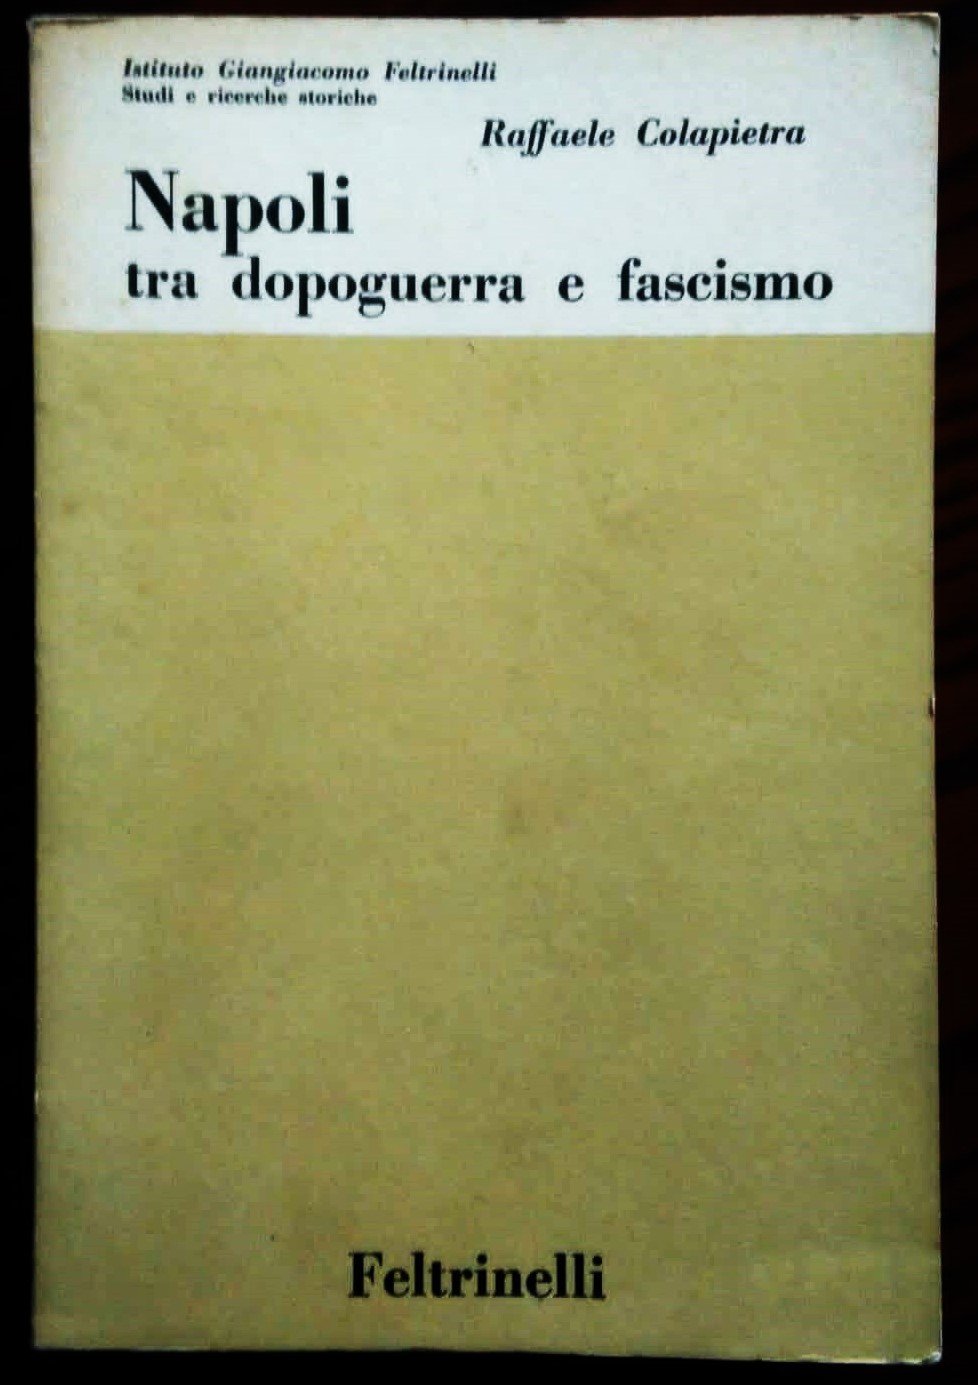 Istituto Giangiacomo Feltrinelli
Studi e ricerche storiche
Raffaele Colapietra
Napoli
tra dopoguerra e fascismo
Feltrinelli